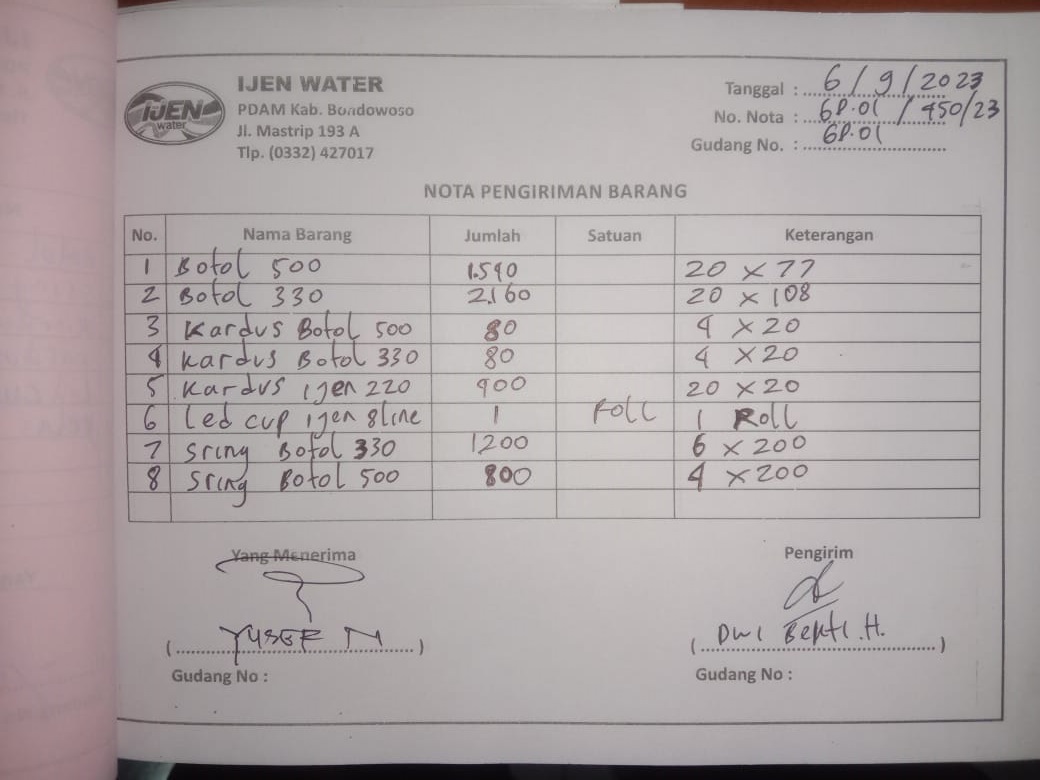 IJEN WATER
PDAM Kab. Bondowoso
Jl. Mastrip 193 A
Tlp. (0332) 427017
IJEN
water
Tanggal : 6/9/2023
No. Nota : GP.01 / 450/23
Gudang No. : GP.01
NOTA PENGIRIMAN BARANG
No. Nama Barang Jumlah Satuan Keterangan
1 Botol 500 1.540 20 x 77
2 Botol 330 2.160 20 x 108
3 Kardus Botol 500 80 4 x 20
4 Kardus Botol 330 80 4 x 20
5 Kardus ijen 220 400 20 x 20
6 Led cup ijen 8line 1 Roll 1 Roll
7 Sring Botol 330 1200 6 x 200
8 Sring Botol 500 800 4 x 200
Yang Menerima Pengirim
(YUSEF N) (Dwi Bekti.H.)
Gudang No : Gudang No :